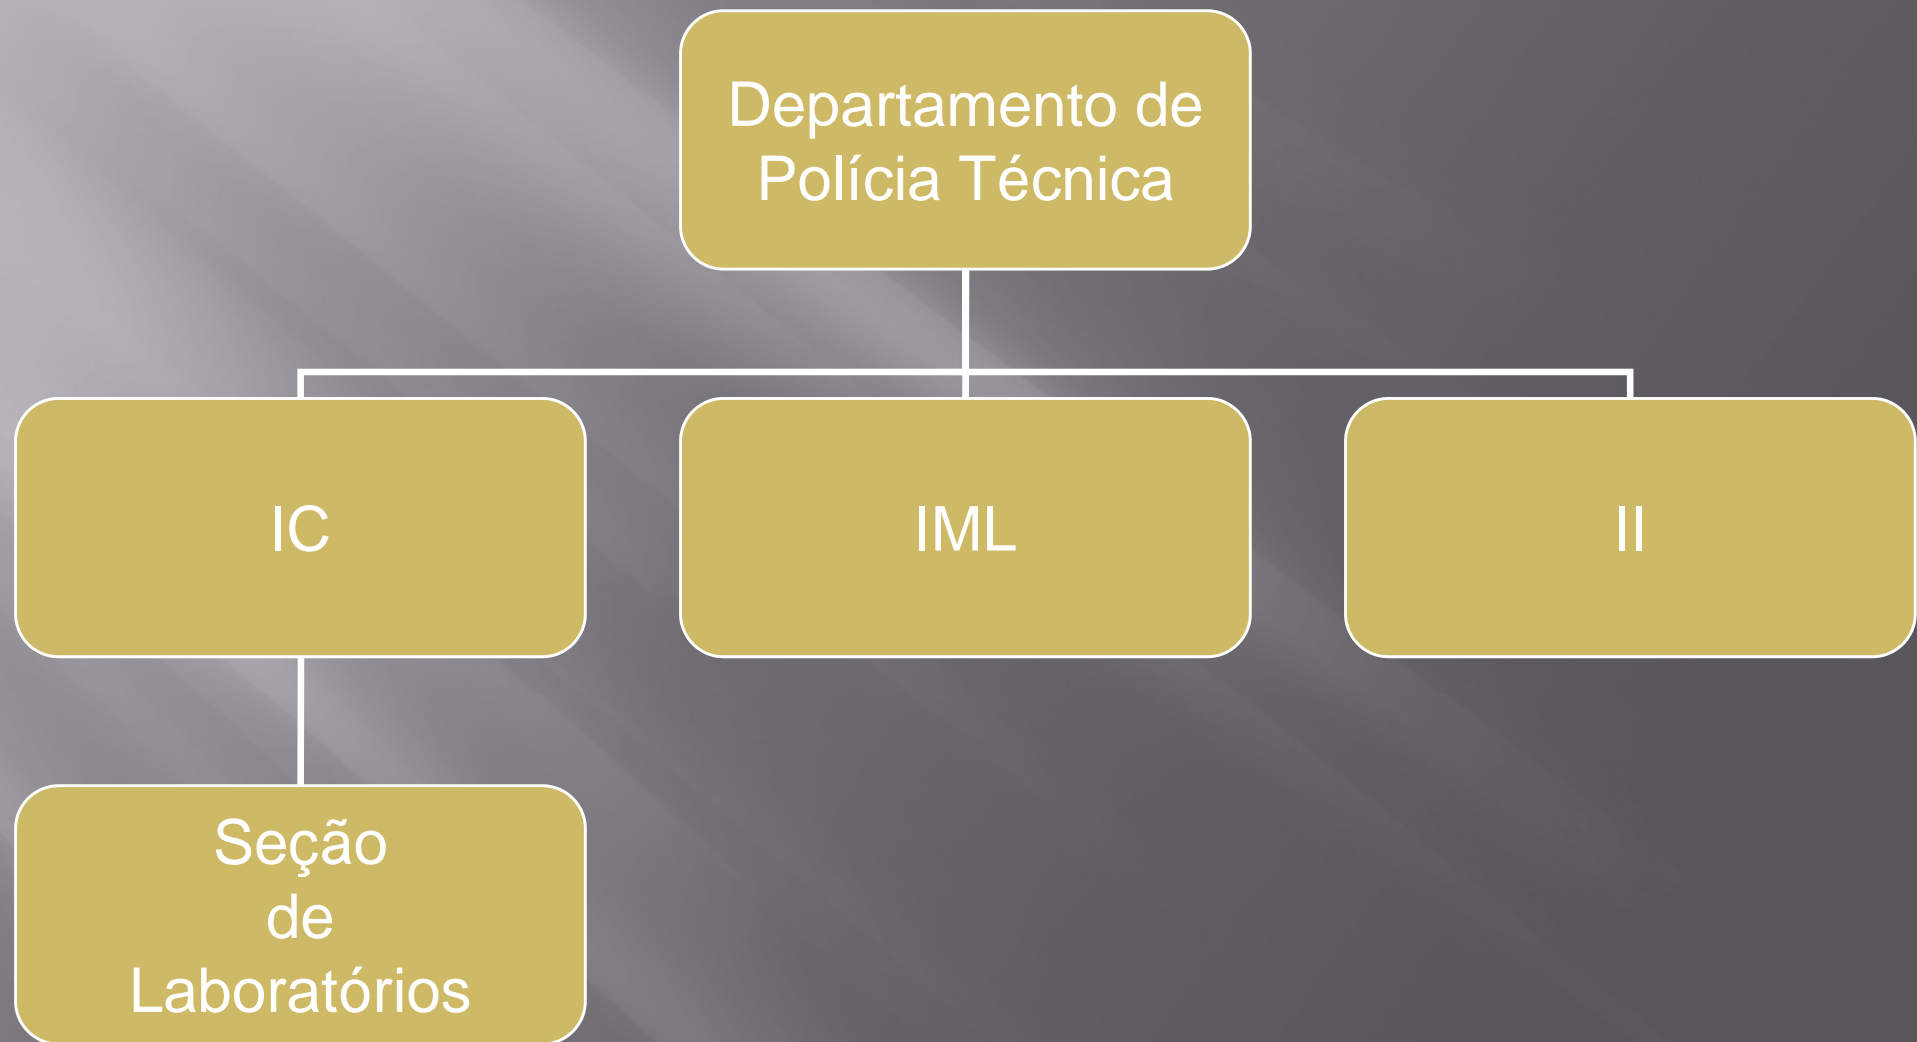 Departamento de
Polícia Técnica
IC
IML
II
Seção
de
Laboratórios